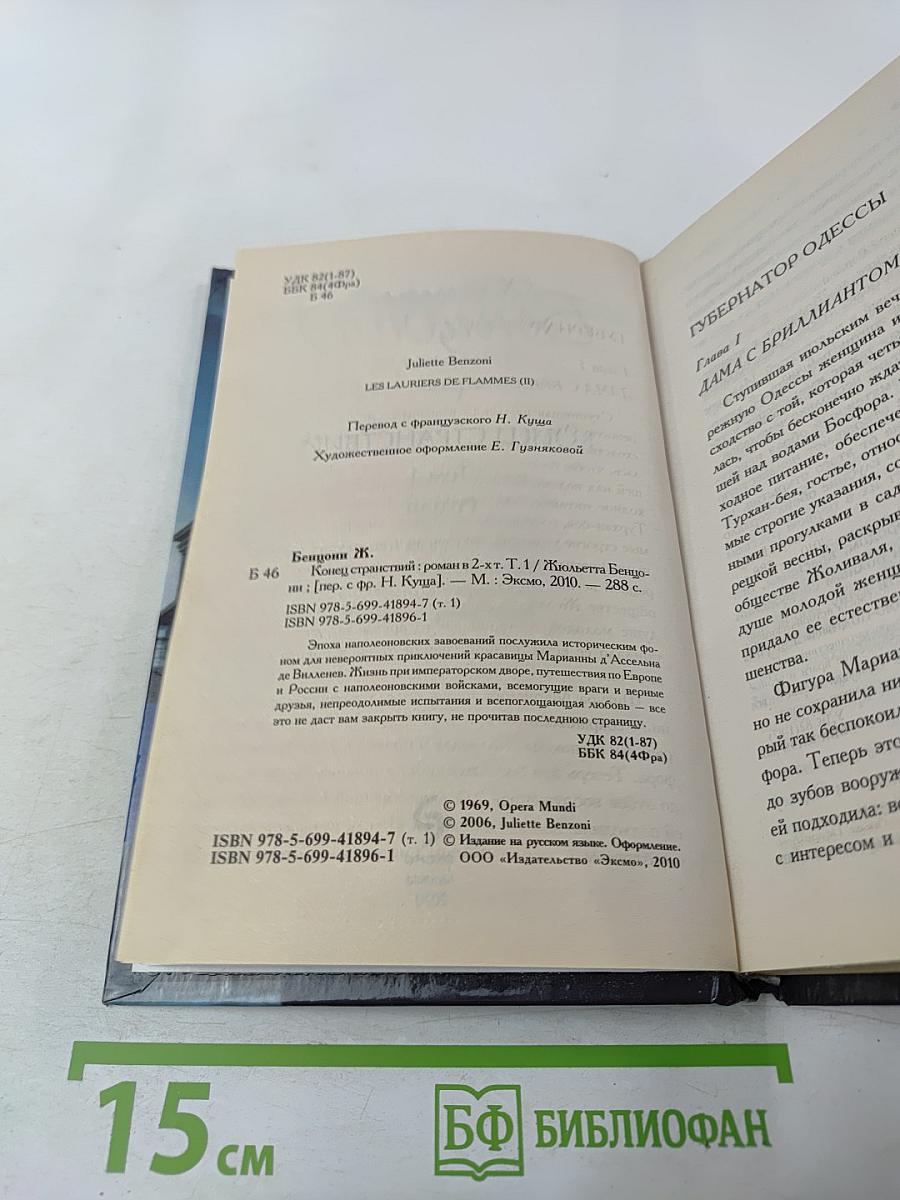 УДК 82(1-87)
ББК 84(4Фра)
Б 46
Juliette Benzoni
LES LAURIERS DE FLAMMES (II)
Перевод с французского Н. Куща
Художественное оформление Е. Гузняковой
Бенцони Ж.
Б 46 Конец странствий : роман в 2-х т. Т. 1 / Жюльетта Бенцо-
ни ; [пер. с фр. Н. Куща]. — М. : Эксмо, 2010. — 288 с.
ISBN 978-5-699-41894-7 (т. 1)
ISBN 978-5-699-41896-1
Эпоха наполеоновских завоеваний послужила историческим фо-
ном для невероятных приключений красавицы Марианны д'Ассельна
де Вилленев. Жизнь при императорском дворе, путешествия по Европе
и России с наполеоновскими войсками, всемогущие враги и верные
друзья, непреодолимые испытания и всепоглощающая любовь — все
это не даст вам закрыть книгу, не прочитав последнюю страницу.
УДК 82(1-87)
ББК 84(4Фра)
© 1969, Opera Mundi
© 2006, Juliette Benzoni
ISBN 978-5-699-41894-7 (т. 1) © Издание на русском языке. Оформление.
ISBN 978-5-699-41896-1 ООО «Издательство «Эксмо», 2010
ГУБЕРНАТОР ОДЕССЫ
Глава I
ДАМА С БРИЛЛИАНТОМ
Ступившая июльским веч
режную Одессы женщина и
сходство с той, которая четь
лась, чтобы бесконечно жда
шей над водами Босфора.
ходное питание, обеспече
Турхан-бея, гостье, относ
мые строгие указания, со
ными прогулками в сад
рецкой весны, раскрыв
обществе Жоливаля,
душе молодой женщ
придало ее естествен
шенства.
Фигура Мариа
но не сохранила ни
рый так беспокоил
фора. Теперь это
до зубов вооруж
ей подходила: во
с интересом и
15 см
БФ БИБЛИОФАН